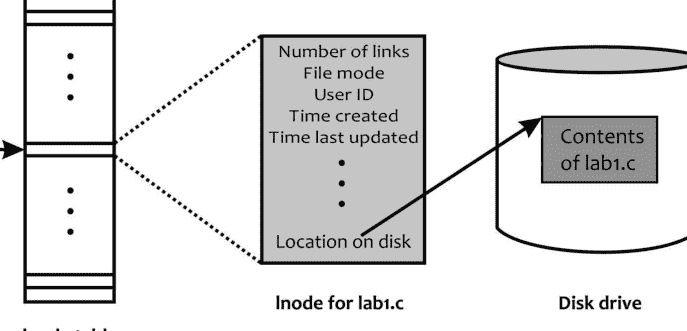 Number of links
File mode
User ID
Time created
Time last updated
Location on disk
Contents
of lab1.c
Inode for lab1.c
Disk drive